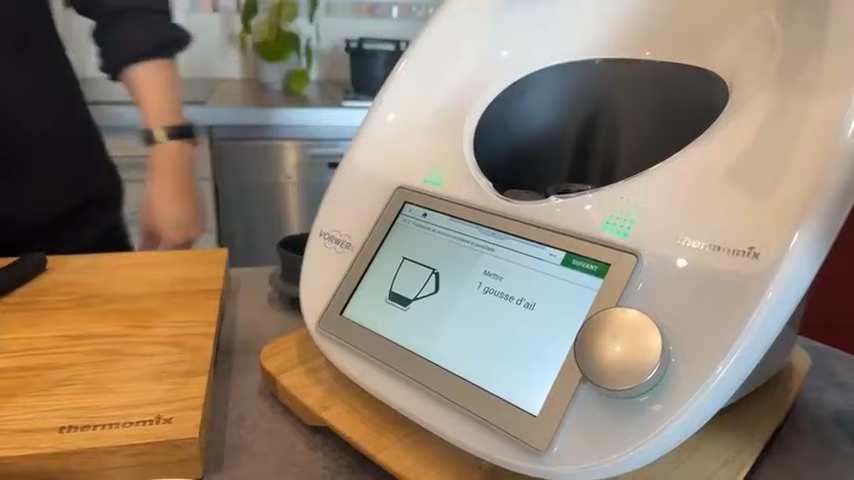 SUIVANT
Mettre
1 gousse d'ail
VORWERK
thermomix
thermomix